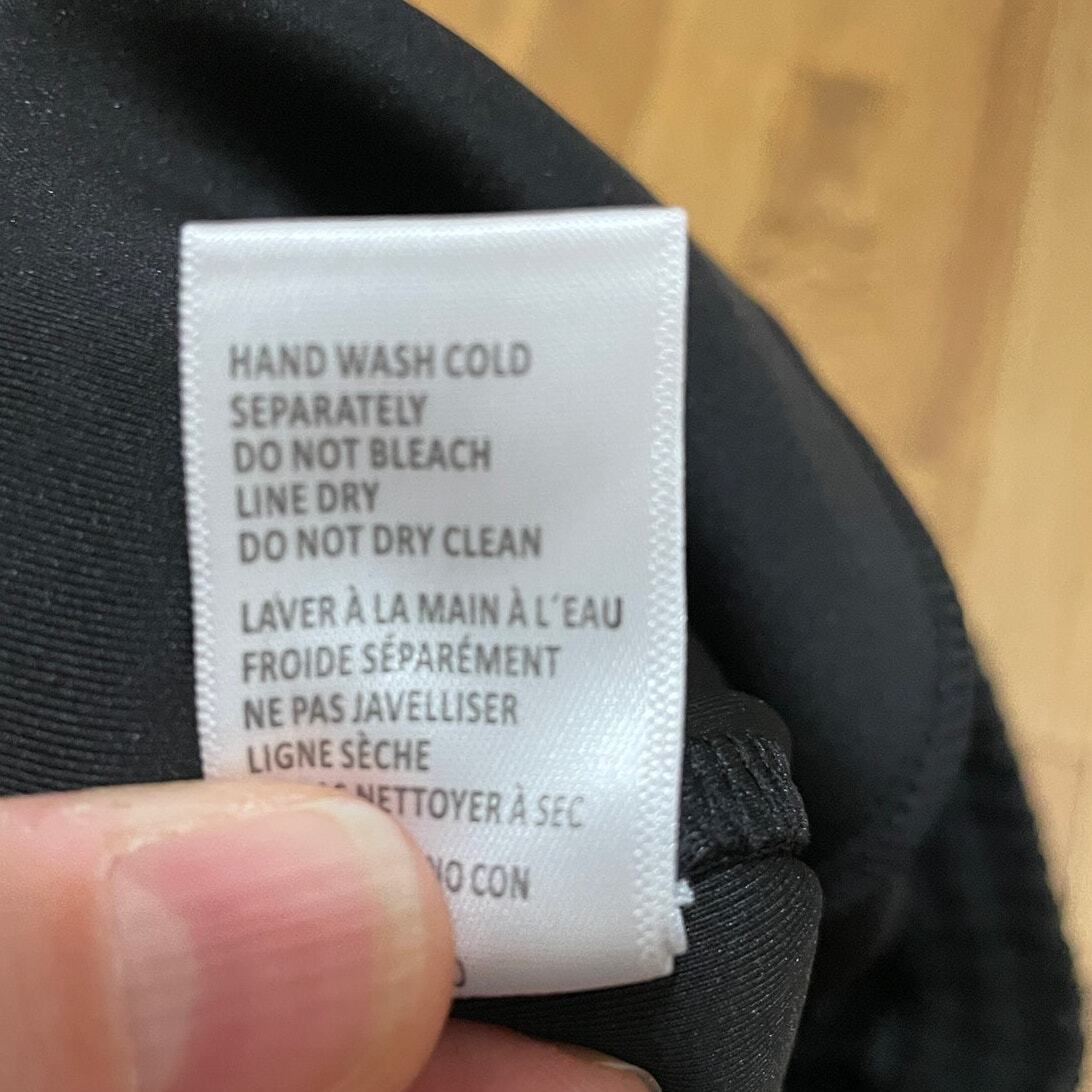 HAND WASH COLD
SEPARATELY
DO NOT BLEACH
LINE DRY
DO NOT DRY CLEAN
LAVER À LA MAIN À L´EAU
FROIDE SÉPARÉMENT
NE PAS JAVELLISER
LIGNE SÈCHE
NETTOYER À SEC
CON